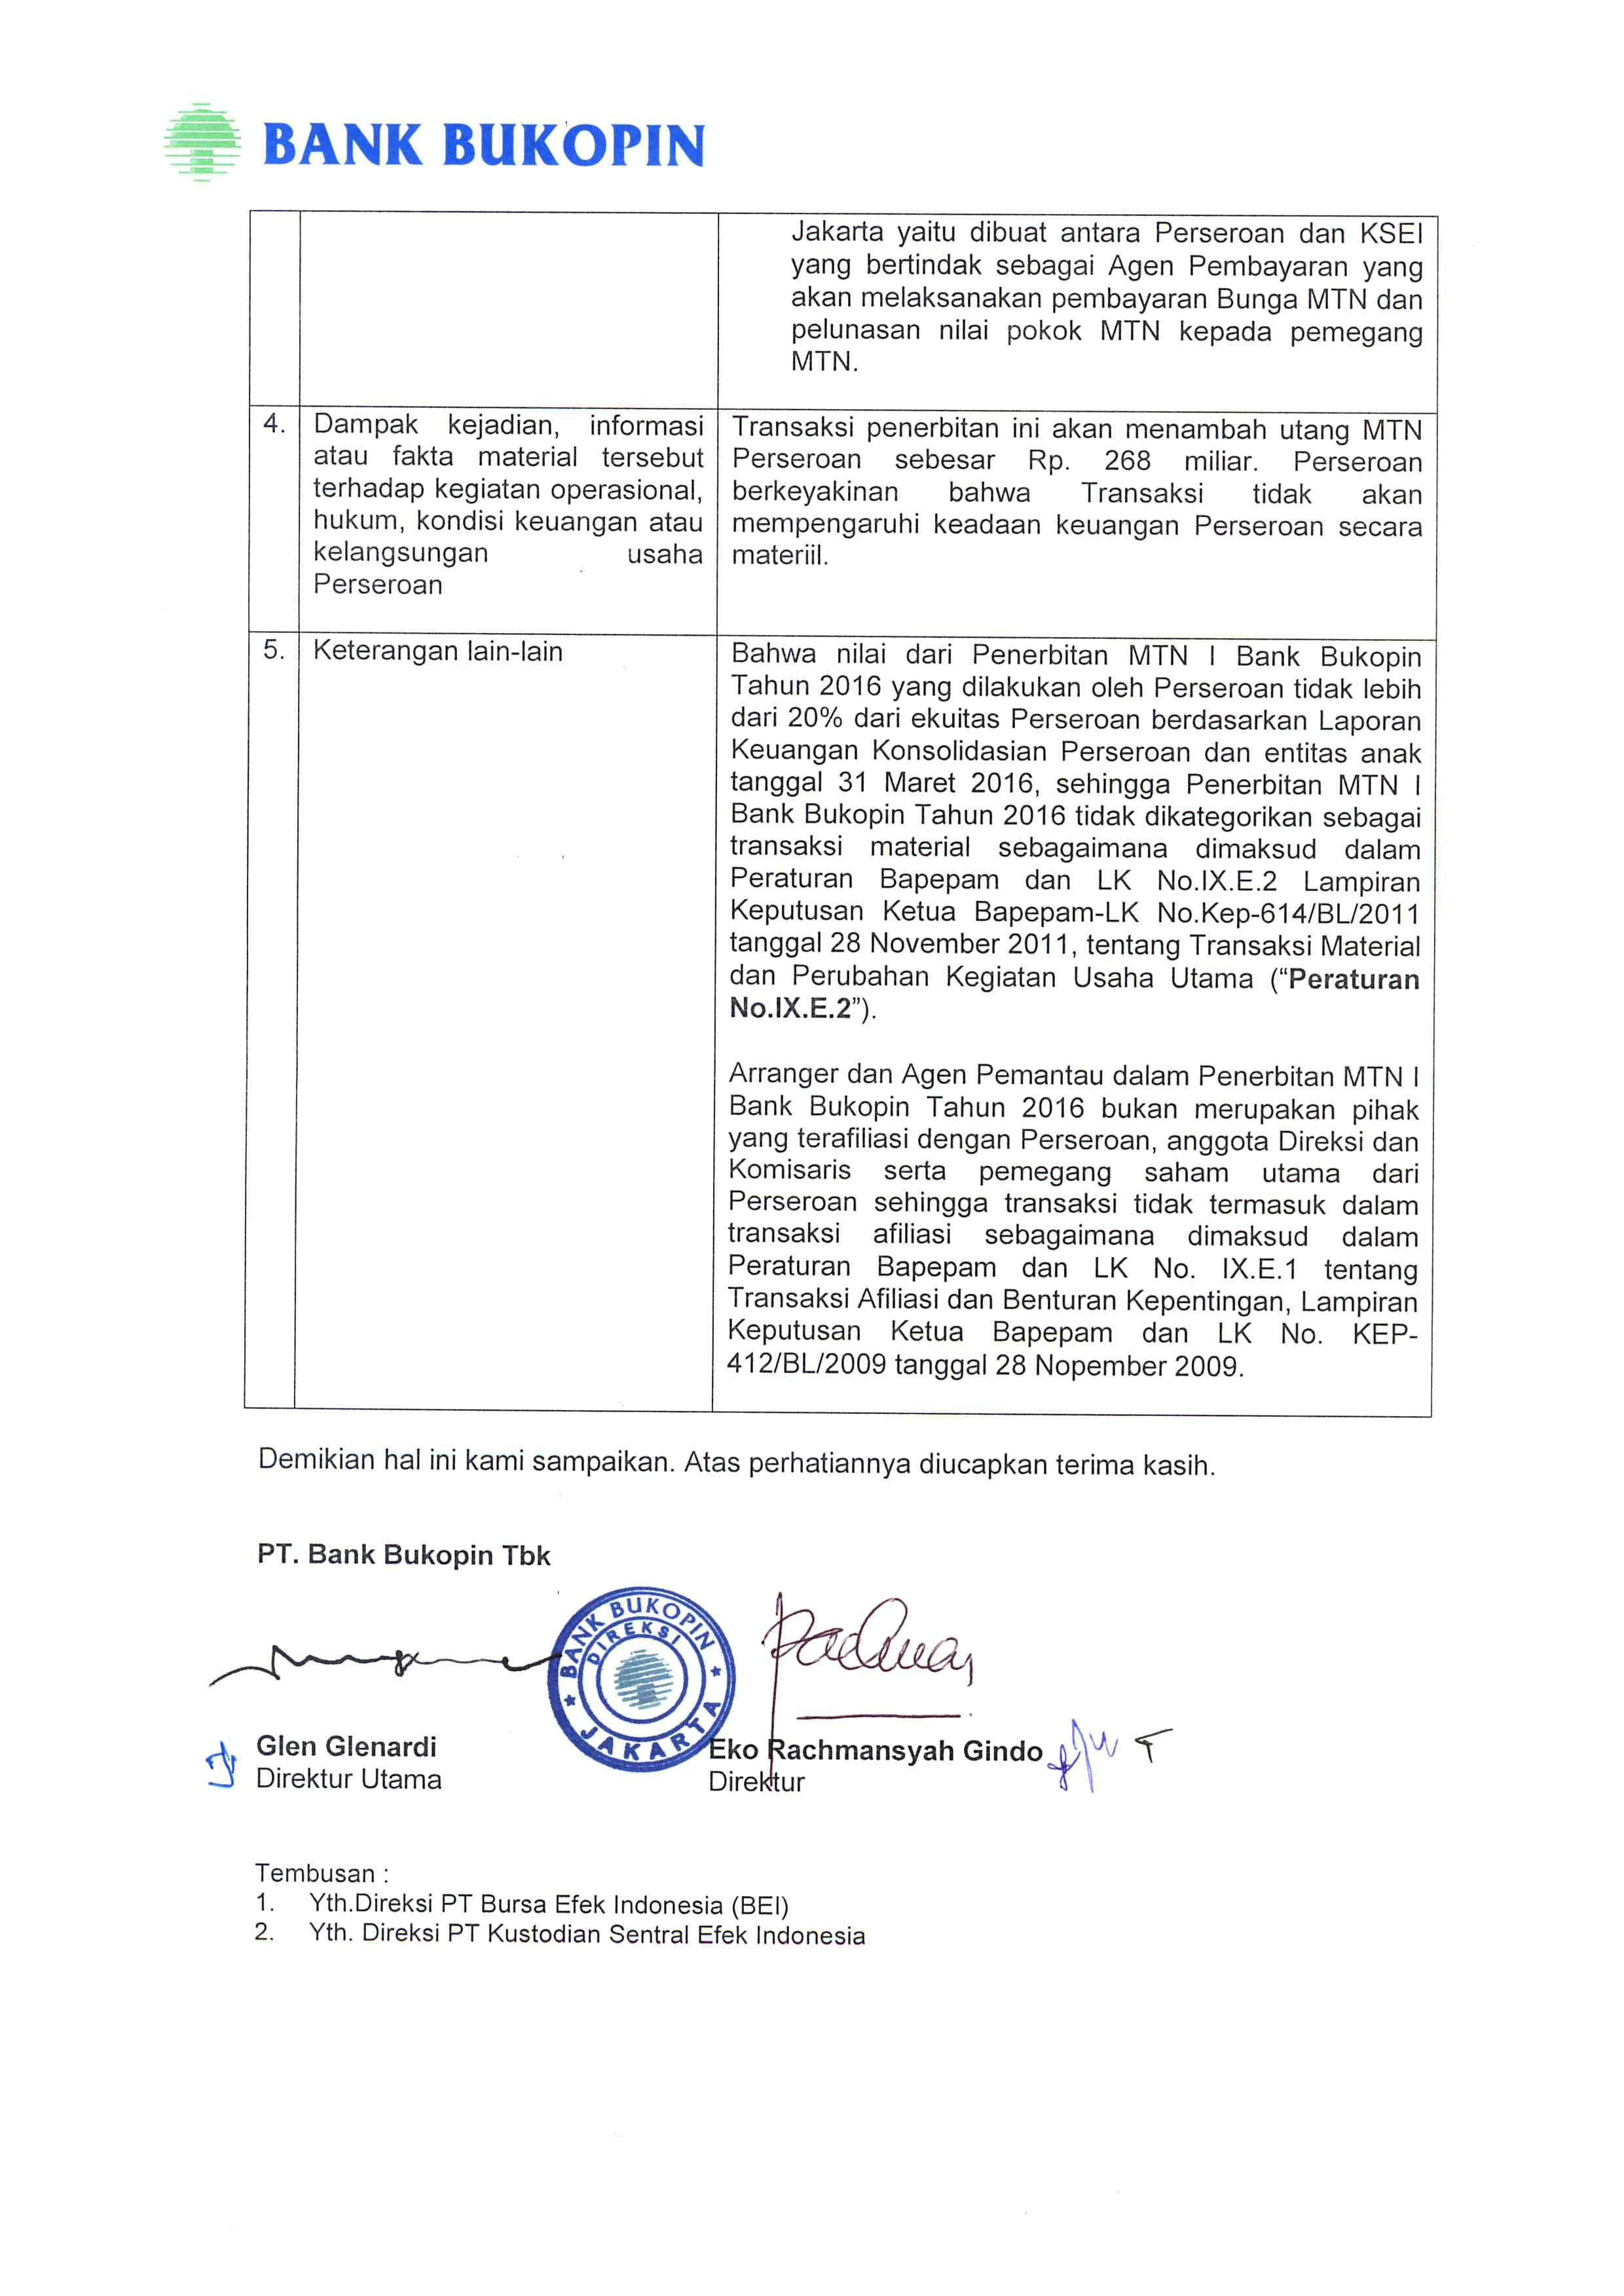 BANK BUKOPIN
Jakarta yaitu dibuat antara Perseroan dan KSEI
yang bertindak sebagai Agen Pembayaran yang
akan melaksanakan pembayaran Bunga MTN dan
pelunasan nilai pokok MTN kepada pemegang
MTN.
4. Dampak kejadian, informasi
atau fakta material tersebut
terhadap kegiatan operasional,
hukum, kondisi keuangan atau
kelangsungan usaha
Perseroan
Transaksi penerbitan ini akan menambah utang MTN
Perseroan sebesar Rp. 268 miliar. Perseroan
berkeyakinan bahwa Transaksi tidak akan
mempengaruhi keadaan keuangan Perseroan secara
materiil.
5. Keterangan lain-lain
Bahwa nilai dari Penerbitan MTN I Bank Bukopin
Tahun 2016 yang dilakukan oleh Perseroan tidak lebih
dari 20% dari ekuitas Perseroan berdasarkan Laporan
Keuangan Konsolidasian Perseroan dan entitas anak
tanggal 31 Maret 2016, sehingga Penerbitan MTN I
Bank Bukopin Tahun 2016 tidak dikategorikan sebagai
transaksi material sebagaimana dimaksud dalam
Peraturan Bapepam dan LK No.IX.E.2 Lampiran
Keputusan Ketua Bapepam-LK No.Kep-614/BL/2011
tanggal 28 November 2011, tentang Transaksi Material
dan Perubahan Kegiatan Usaha Utama (“Peraturan
No.IX.E.2”).
Arranger dan Agen Pemantau dalam Penerbitan MTN I
Bank Bukopin Tahun 2016 bukan merupakan pihak
yang terafiliasi dengan Perseroan, anggota Direksi dan
Komisaris serta pemegang saham utama dari
Perseroan sehingga transaksi tidak termasuk dalam
transaksi afiliasi sebagaimana dimaksud dalam
Peraturan Bapepam dan LK No. IX.E.1 tentang
Transaksi Afiliasi dan Benturan Kepentingan, Lampiran
Keputusan Ketua Bapepam dan LK No. KEP-
412/BL/2009 tanggal 28 Nopember 2009.
Demikian hal ini kami sampaikan. Atas perhatiannya diucapkan terima kasih.
PT. Bank Bukopin Tbk
BANK BUKOPIN
DIREKSI
JAKARTA
Glen Glenardi
Direktur Utama
Eko Rachmansyah Gindo
Direktur
Tembusan :
1. Yth.Direksi PT Bursa Efek Indonesia (BEI)
2. Yth. Direksi PT Kustodian Sentral Efek Indonesia